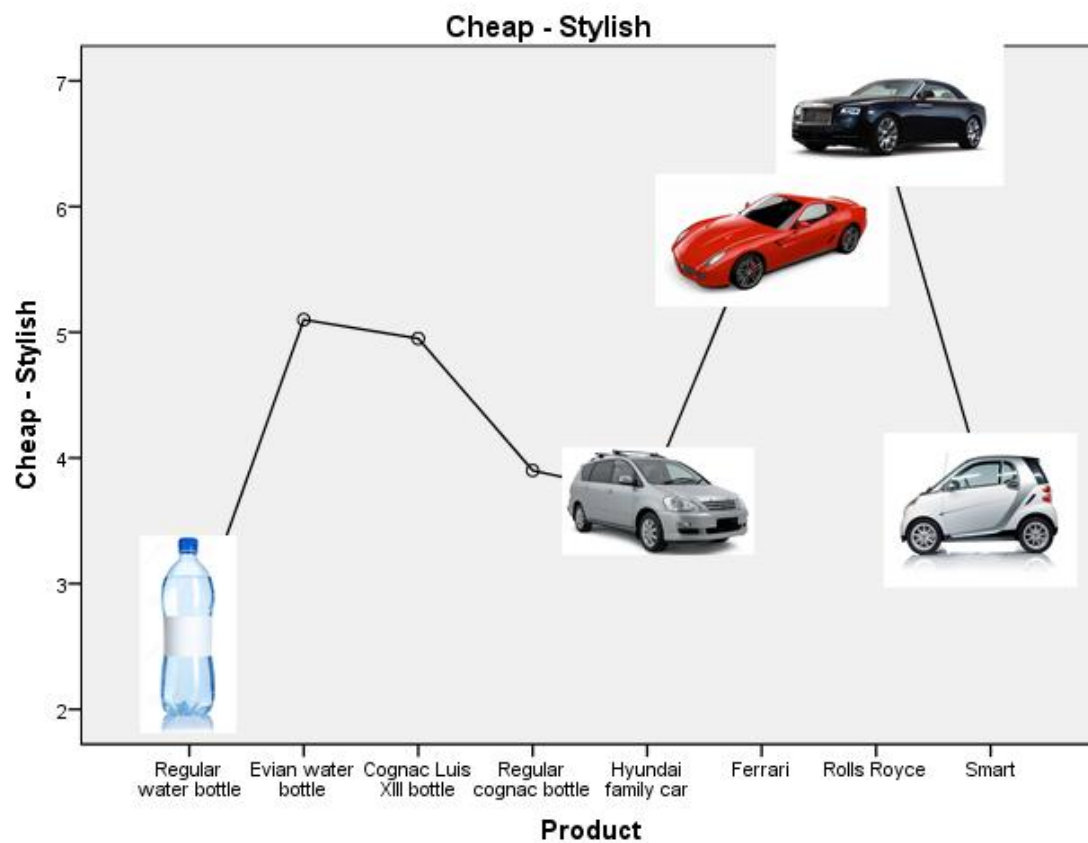 Cheap - Stylish
Cheap - Stylish
7
6
5
4
3
2
Regular
water bottle
Evian water
bottle
Cognac Luis
XIII bottle
Regular
cognac bottle
Hyundai
family car
Ferrari
Rolls Royce
Smart
Product